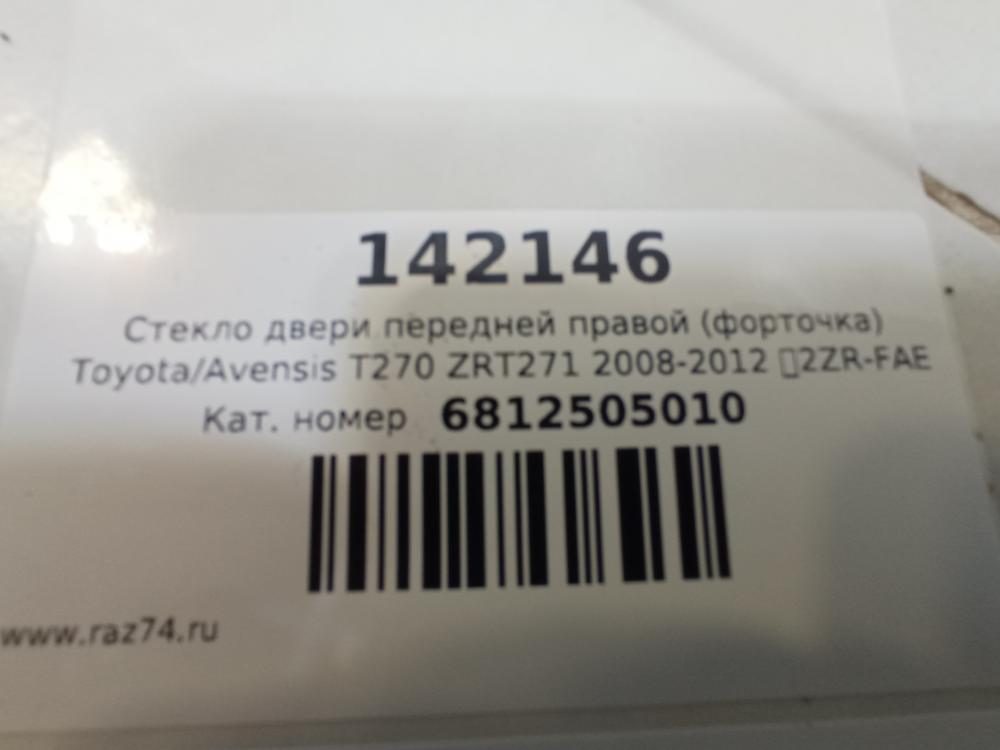 142146
Стекло двери передней правой (форточка)
Toyota/Avensis T270 ZRT271 2008-2012 ▯2ZR-FAE
Кат. номер 6812505010
www.raz74.ru